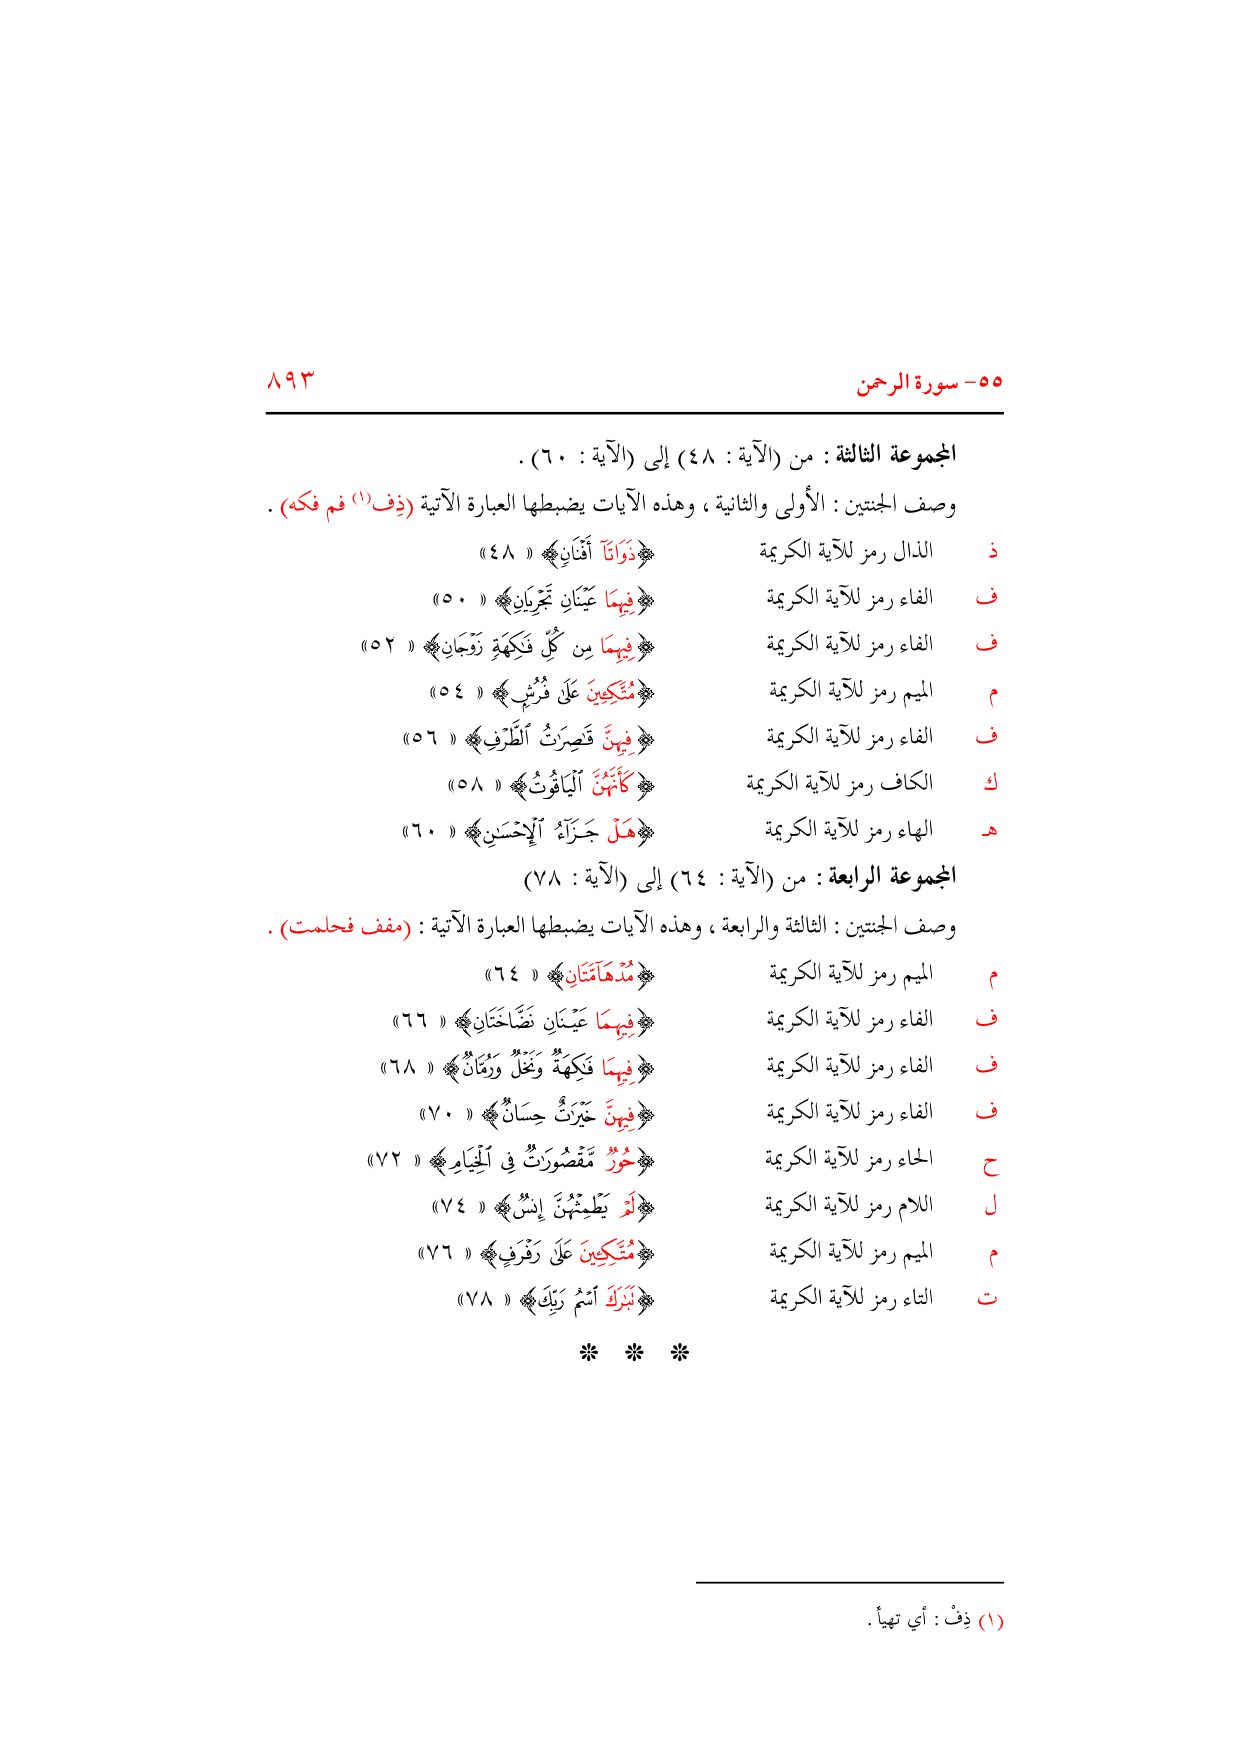 ٥٥- سورة الرحمن ٨٩٣
المجموعة الثالثة : من (الآية : ٤٨) إلى (الآية : ٦٠) .
وصف الجنتين : الأولى والثانية ، وهذه الآيات يضبطها العبارة الآتية (ذِف(١) فم فكه) .
ذ الذال رمز للآية الكريمة ﴿ذَوَاتَآ أَفْنَانٍ﴾ «٤٨»
ف الفاء رمز للآية الكريمة ﴿فِيهِمَا عَيْنَانِ تَجْرِيَانِ﴾ «٥٠»
ف الفاء رمز للآية الكريمة ﴿فِيهِمَا مِن كُلِّ فَٰكِهَةٍ زَوْجَانِ﴾ «٥٢»
م الميم رمز للآية الكريمة ﴿مُتَّكِـِٔينَ عَلَىٰ فُرُشٍ﴾ «٥٤»
ف الفاء رمز للآية الكريمة ﴿فِيهِنَّ قَٰصِرَٰتُ ٱلطَّرْفِ﴾ «٥٦»
ك الكاف رمز للآية الكريمة ﴿كَأَنَّهُنَّ ٱلْيَاقُوتُ﴾ «٥٨»
هـ الهاء رمز للآية الكريمة ﴿هَلْ جَزَآءُ ٱلْإِحْسَٰنِ﴾ «٦٠»
المجموعة الرابعة : من (الآية : ٦٤) إلى (الآية : ٧٨)
وصف الجنتين : الثالثة والرابعة ، وهذه الآيات يضبطها العبارة الآتية : (مفف فحلمت) .
م الميم رمز للآية الكريمة ﴿مُدْهَآمَّتَانِ﴾ «٦٤»
ف الفاء رمز للآية الكريمة ﴿فِيهِمَا عَيْنَانِ نَضَّاخَتَانِ﴾ «٦٦»
ف الفاء رمز للآية الكريمة ﴿فِيهِمَا فَٰكِهَةٌ وَنَخْلٌ وَرُمَّانٌ﴾ «٦٨»
ف الفاء رمز للآية الكريمة ﴿فِيهِنَّ خَيْرَٰتٌ حِسَانٌ﴾ «٧٠»
ح الحاء رمز للآية الكريمة ﴿حُورٌ مَّقْصُورَٰتٌ فِى ٱلْخِيَامِ﴾ «٧٢»
ل اللام رمز للآية الكريمة ﴿لَمْ يَطْمِثْهُنَّ إِنسٌ﴾ «٧٤»
م الميم رمز للآية الكريمة ﴿مُتَّكِـِٔينَ عَلَىٰ رَفْرَفٍ﴾ «٧٦»
ت التاء رمز للآية الكريمة ﴿تَبَٰرَكَ ٱسْمُ رَبِّكَ﴾ «٧٨»
(١) ذِفْ : أي تهيأ .